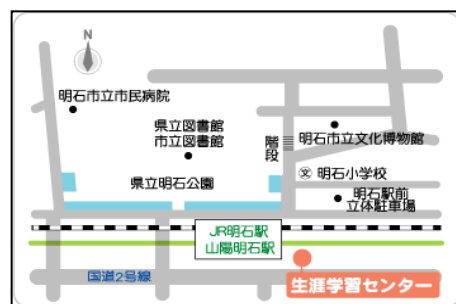 N
明石市立市民病院
県立図書館
市立図書館
階段
明石市立文化博物館
県立明石公園
文 明石小学校
明石駅前
立体駐車場
JR明石駅
山陽明石駅
国道2号線
生涯学習センター